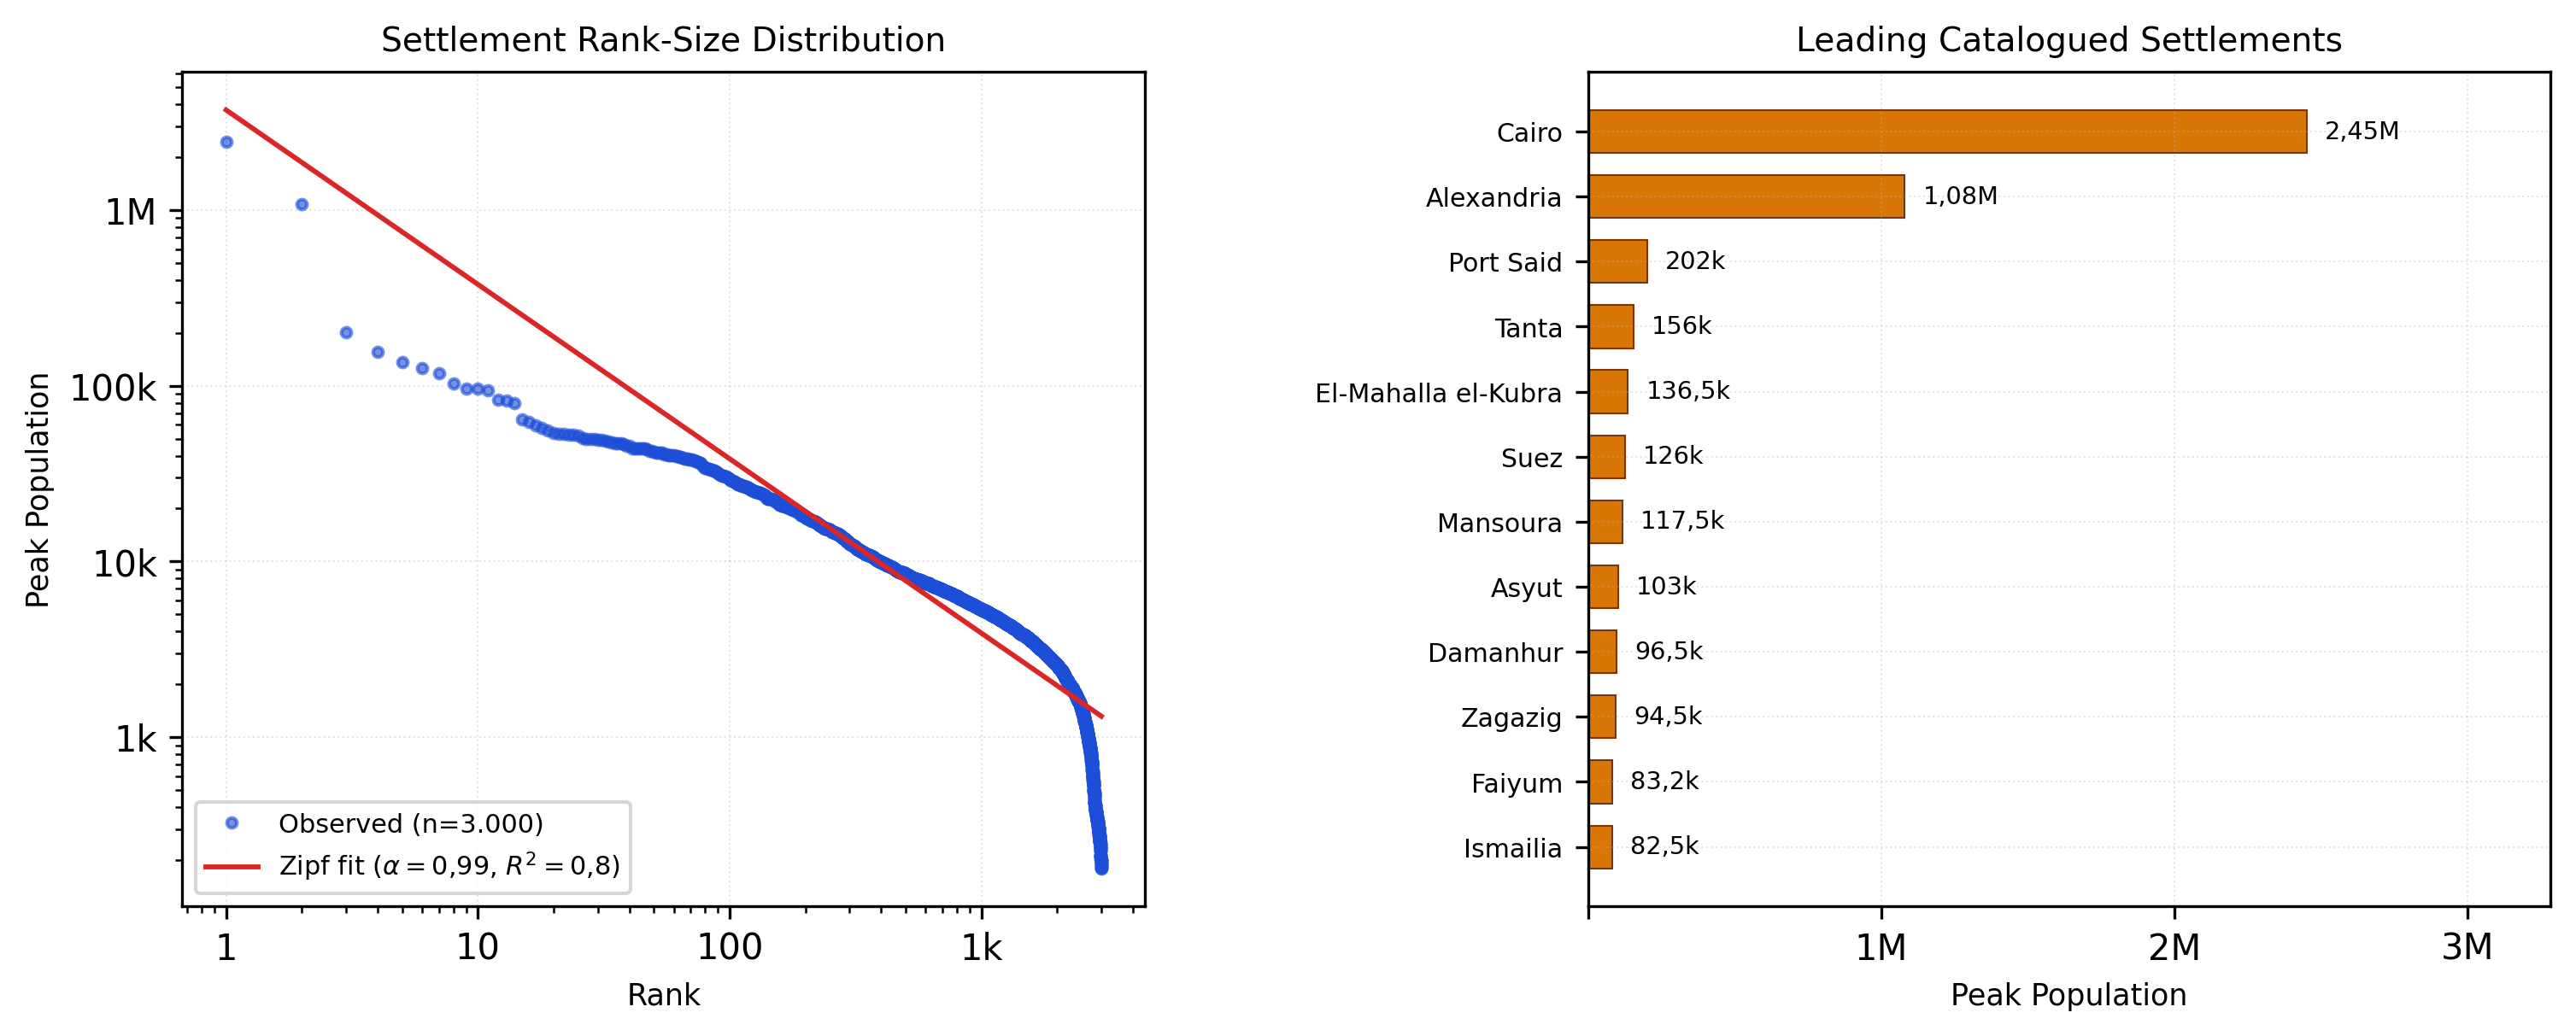 Settlement Rank-Size Distribution
Peak Population
1M
100k
10k
1k
Observed (n=3.000)
Zipf fit (α = 0,99, R² = 0,8)
1 10 100 1k
Rank
Leading Catalogued Settlements
Cairo 2,45M
Alexandria 1,08M
Port Said 202k
Tanta 156k
El-Mahalla el-Kubra 136,5k
Suez 126k
Mansoura 117,5k
Asyut 103k
Damanhur 96,5k
Zagazig 94,5k
Faiyum 83,2k
Ismailia 82,5k
1M 2M 3M
Peak Population